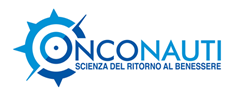 ONCONAUTI
SCIENZA DEL RITORNO AL BENESSERE